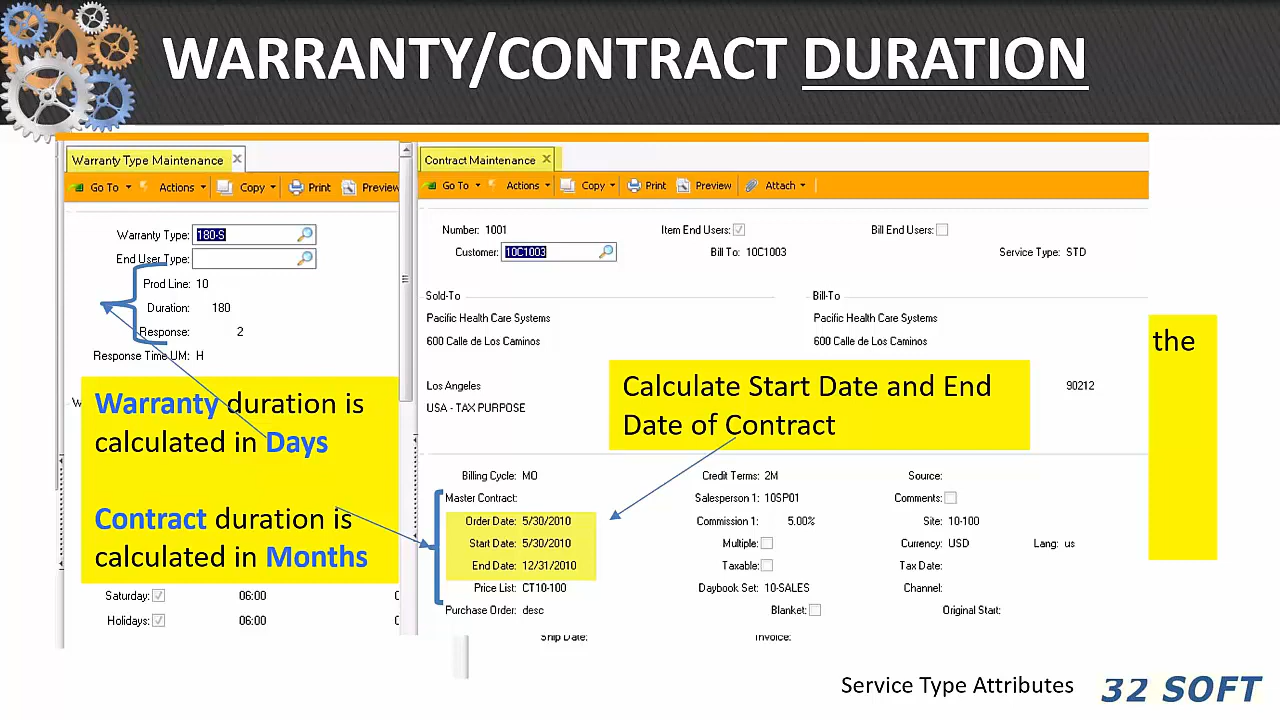 WARRANTY/CONTRACT DURATION
Warranty Type Maintenance
Go To Actions Copy Print Preview
Warranty Type: 180-S
End User Type:
Prod Line: 10
Duration: 180
Response: 2
Response Time UM: H
W
Warranty duration is
calculated in Days
Contract duration is
calculated in Months
Saturday: 06:00
Holidays: 06:00
Contract Maintenance
Go To Actions Copy Print Preview Attach
Number: 1001 Item End Users: Bill End Users:
Customer: 10C1003 Bill To: 10C1003 Service Type: STD
Sold-To Bill-To
Pacific Health Care Systems Pacific Health Care Systems
600 Calle de Los Caminos 600 Calle de Los Caminos
the
Los Angeles 90212
USA - TAX PURPOSE
Calculate Start Date and End
Date of Contract
Billing Cycle: MO Credit Terms: 2M Source:
Master Contract: Salesperson 1: 10SP01 Comments:
Order Date: 5/30/2010 Commission 1: 5.00% Site: 10-100
Start Date: 5/30/2010 Multiple: Currency: USD Lang: us
End Date: 12/31/2010 Taxable: Tax Date:
Price List: CT10-100 Daybook Set: 10-SALES Channel:
Purchase Order: desc Blanket: Original Start:
Ship Date: Invoice:
Service Type Attributes
32 SOFT